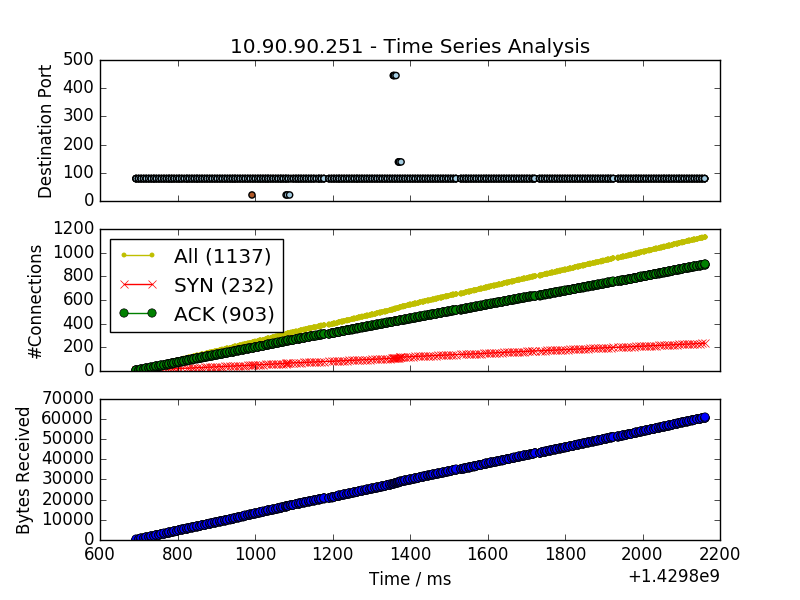 10.90.90.251 - Time Series Analysis
Destination Port
500
400
300
200
100
0
#Connections
1200
1000
800
600
400
200
0
All (1137)
SYN (232)
ACK (903)
Bytes Received
70000
60000
50000
40000
30000
20000
10000
0
600 800 1000 1200 1400 1600 1800 2000 2200
Time / ms
+1.4298e9